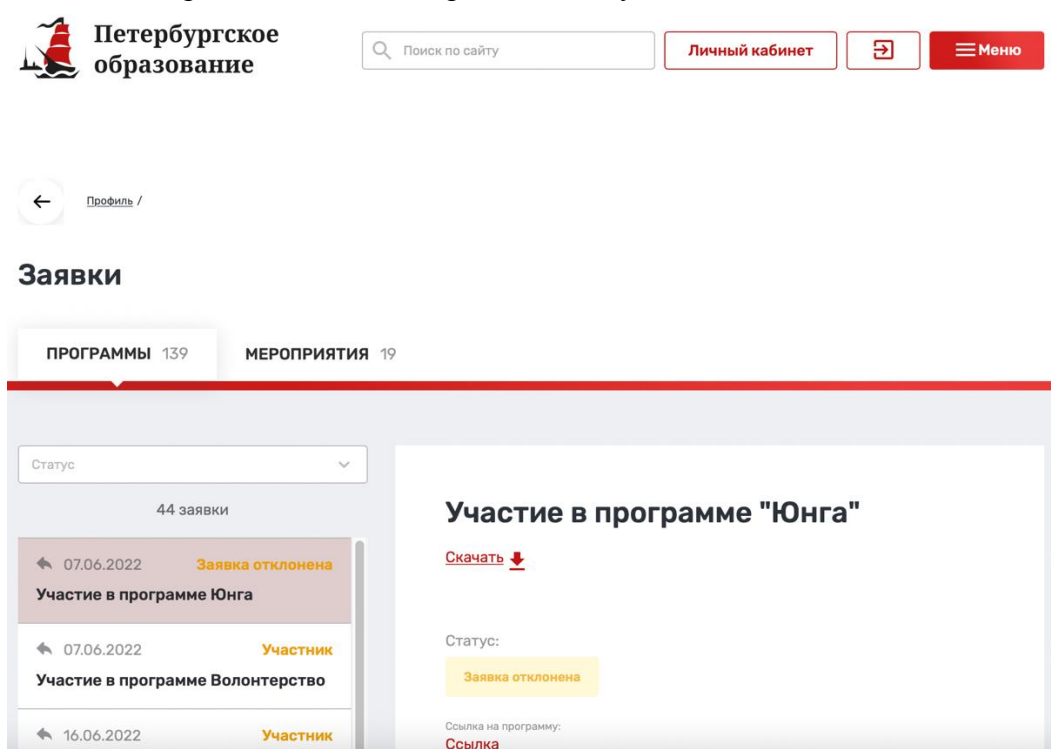 Петербургское
образование
Поиск по сайту
Личный кабинет
Меню
Профиль /
Заявки
ПРОГРАММЫ 139
МЕРОПРИЯТИЯ 19
Статус
44 заявки
07.06.2022 Заявка отклонена
Участие в программе Юнга
07.06.2022 Участник
Участие в программе Волонтерство
16.06.2022 Участник
Участие в программе "Юнга"
Скачать
Статус:
Заявка отклонена
Ссылка на программу:
Ссылка